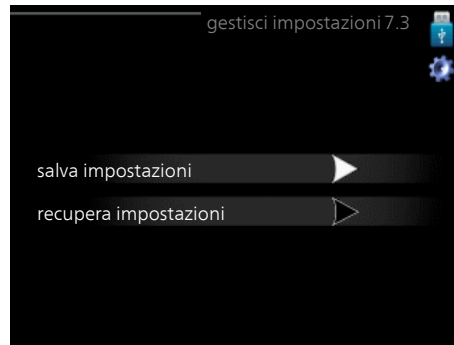 gestisci impostazioni 7.3
salva impostazioni
recupera impostazioni